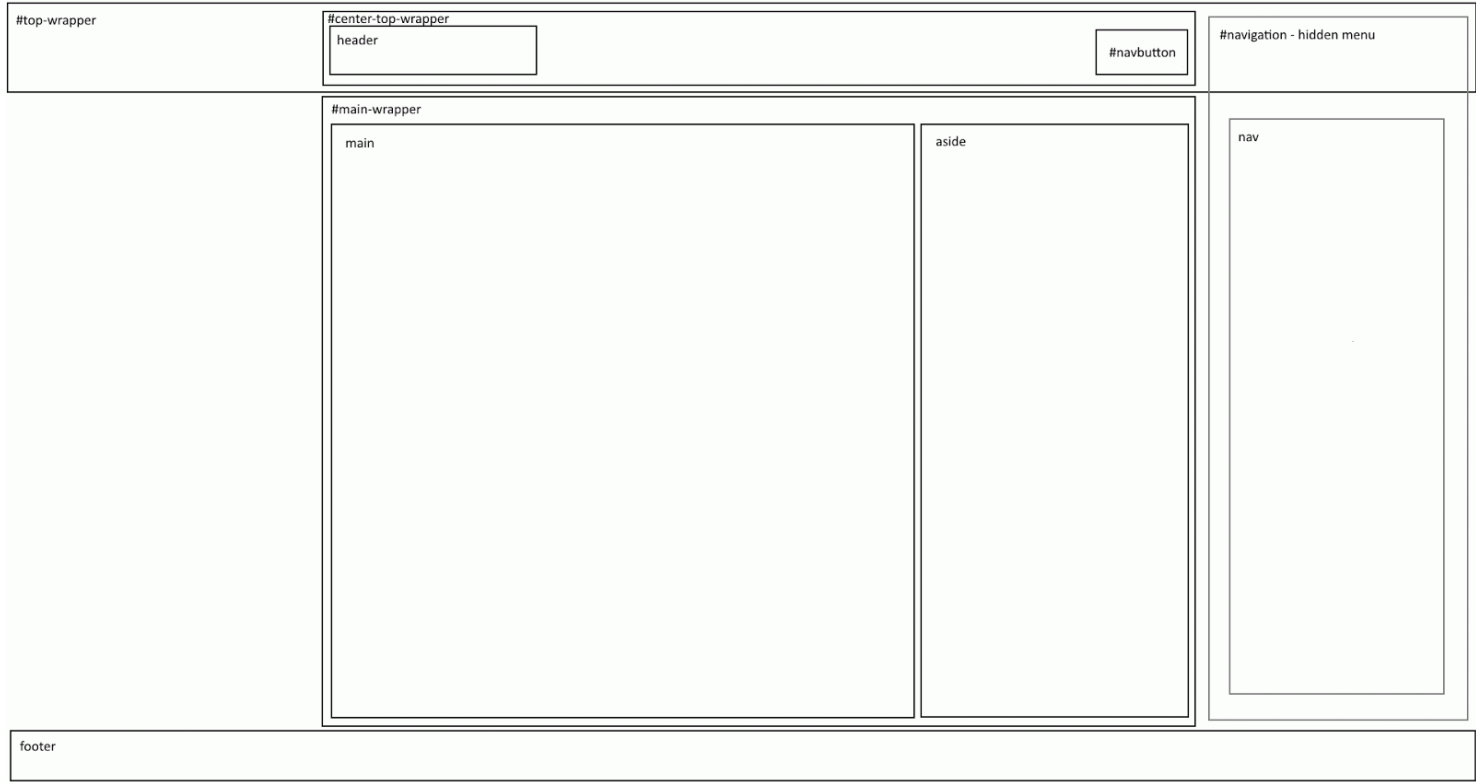 #top-wrapper
#center-top-wrapper
header
#navbutton
#navigation - hidden menu
#main-wrapper
main
aside
nav
footer